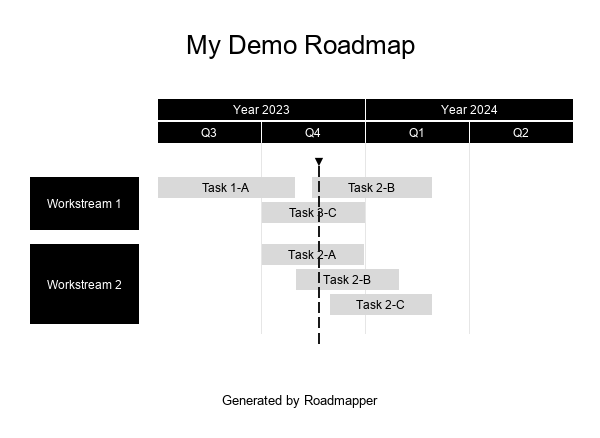 My Demo Roadmap
Year 2023 Year 2024
Q3 Q4 Q1 Q2
Workstream 1
Task 1-A Task 2-B
Task 3-C
Workstream 2
Task 2-A
Task 2-B
Task 2-C
Generated by Roadmapper